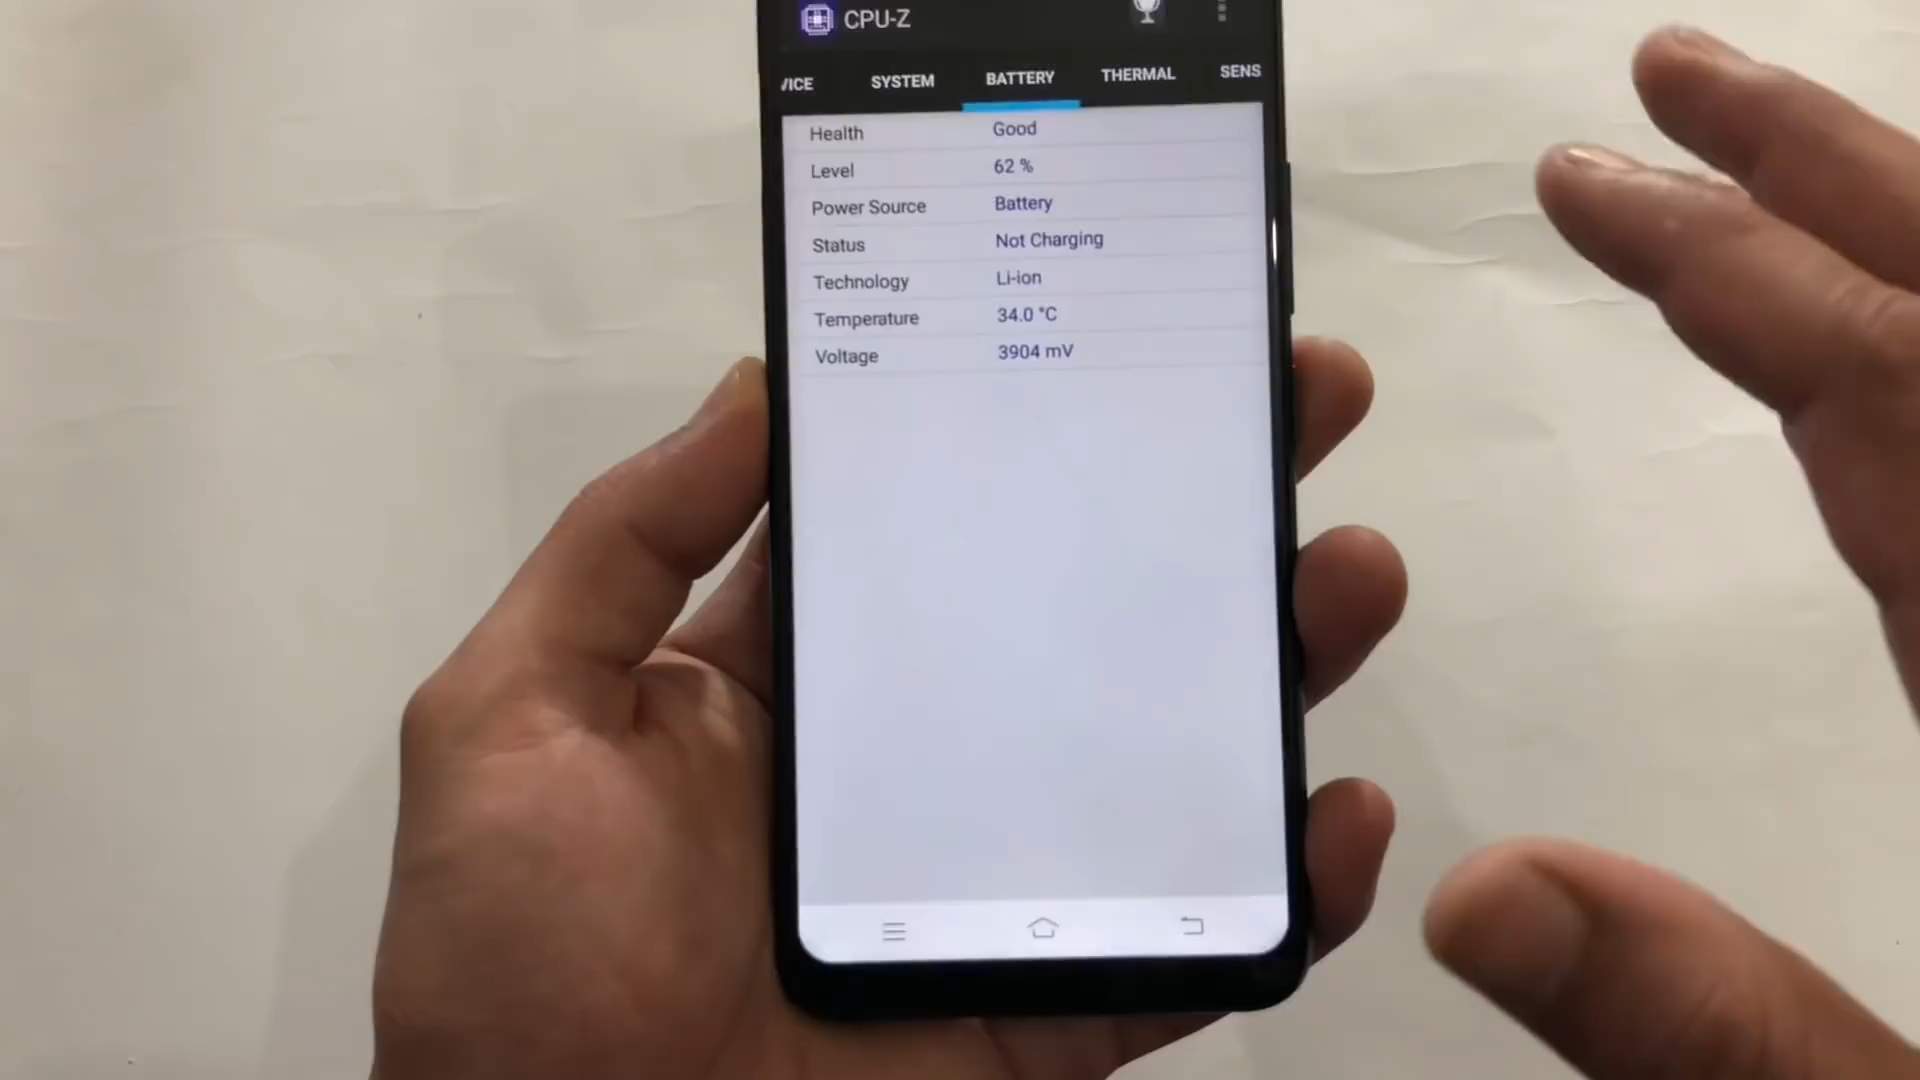 CPU-Z
VICE SYSTEM BATTERY THERMAL SENS
Health Good
Level 62 %
Power Source Battery
Status Not Charging
Technology Li-ion
Temperature 34.0 °C
Voltage 3904 mV